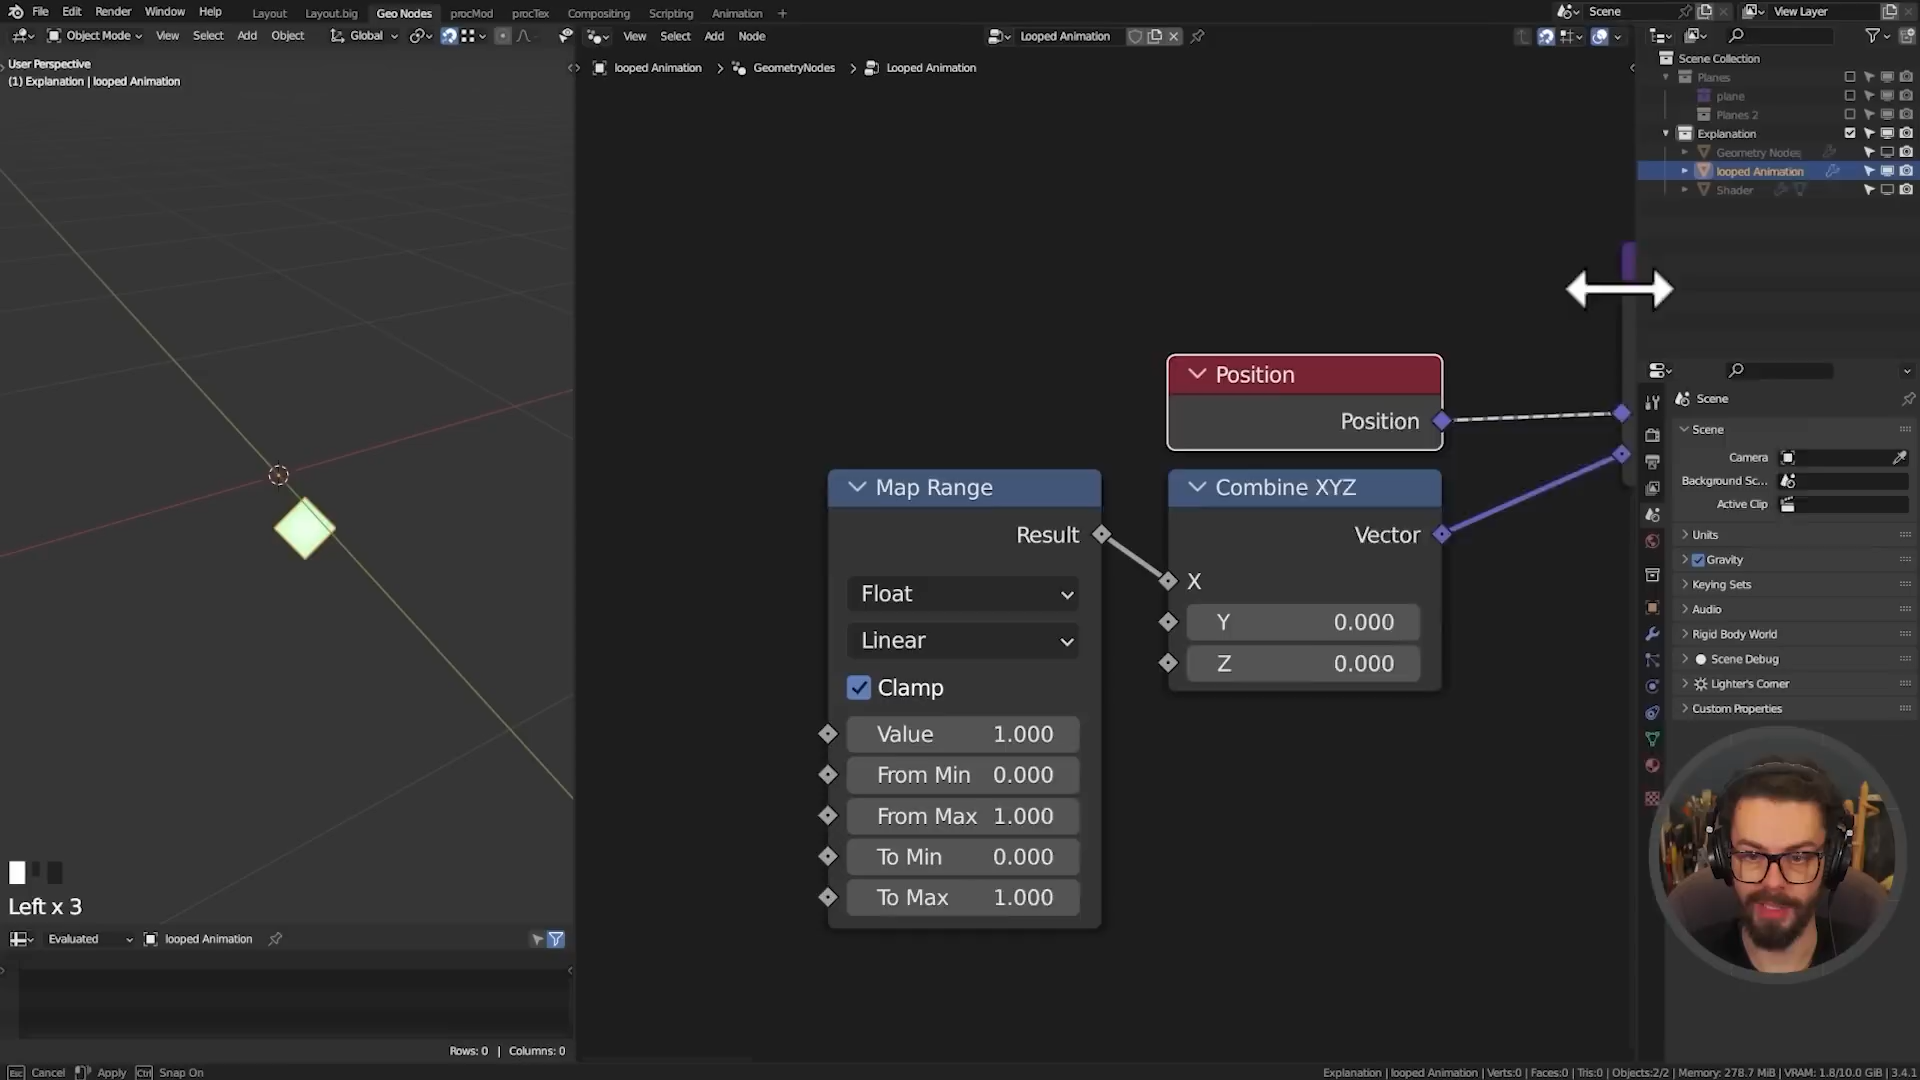 File Edit Render Window Help Layout Layout.big Geo Nodes procMod procTex Compositing Scripting Animation + Scene View Layer
Object Mode View Select Add Object Global View Select Add Node Looped Animation
User Perspective
(1) Explanation | looped Animation
looped Animation > GeometryNodes > Looped Animation
Scene Collection
Planes
plane
Planes 2
Explanation
Geometry Nodes
looped Animation
Shader
Position
Position
Map Range
Result
Float
Linear
Clamp
Value 1.000
From Min 0.000
From Max 1.000
To Min 0.000
To Max 1.000
Combine XYZ
Vector
X
Y 0.000
Z 0.000
Scene
Scene
Camera
Background Sc...
Active Clip
Units
Gravity
Keying Sets
Audio
Rigid Body World
Scene Debug
Lighter's Corner
Custom Properties
Left x 3
Evaluated looped Animation
Rows: 0 | Columns: 0
Esc Cancel Apply Ctrl Snap On
Explanation | looped Animation | Verts:0 | Faces:0 | Tris:0 | Objects:2/2 | Memory: 278.7 MiB | VRAM: 1.8/10.0 GiB | 3.4.1